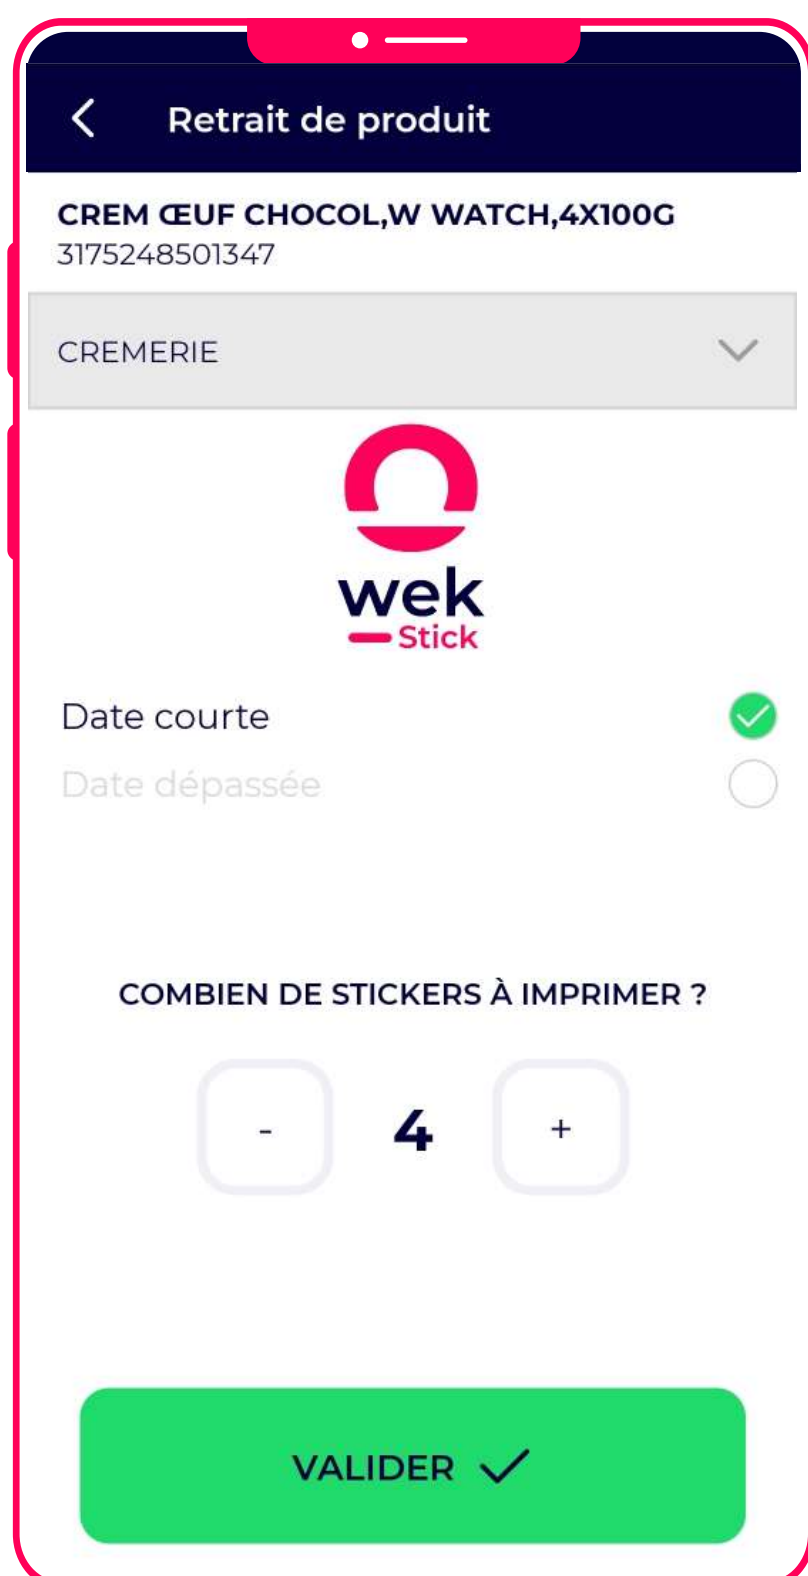 Retrait de produit
CREM ŒUF CHOCOL,W WATCH,4X100G
3175248501347
CREMERIE
wek
Stick
Date courte
Date dépassée
COMBIEN DE STICKERS À IMPRIMER ?
- 4 +
VALIDER